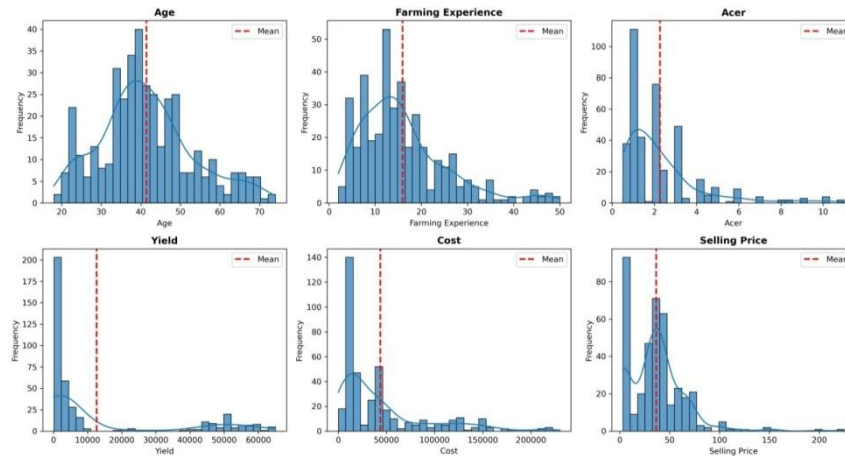 Age
Farming Experience
Acer
Mean
Mean
Mean
Frequency
Frequency
Frequency
40
35
30
25
20
15
10
5
0
50
40
30
20
10
0
100
80
60
40
20
0
20 30 40 50 60 70
0 10 20 30 40 50
0 2 4 6 8 10
Age
Farming Experience
Acer
Yield
Cost
Selling Price
Mean
Mean
Mean
Frequency
Frequency
Frequency
200
175
150
125
100
75
50
25
0
140
120
100
80
60
40
20
0
80
60
40
20
0
0 10000 20000 30000 40000 50000 60000
0 50000 100000 150000 200000
0 50 100 150 200
Yield
Cost
Selling Price